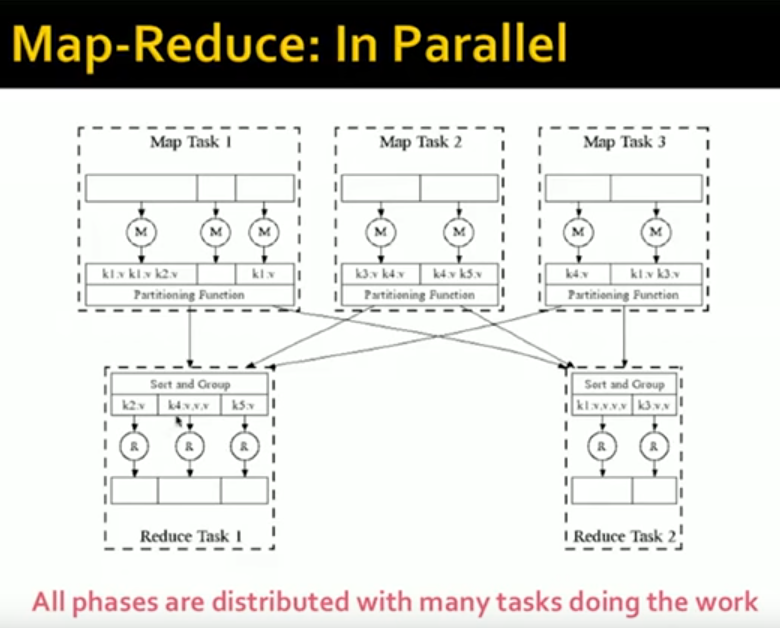 Map-Reduce: In Parallel
Map Task 1
Map Task 2
Map Task 3
M
M
M
M
M
M
M
k1:v k1:v k2:v
k1:v
k3:v k4:v
k4:v k5:v
k4:v
k1:v k3:v
Partitioning Function
Partitioning Function
Partitioning Function
Sort and Group
Sort and Group
k2:v
k4:v,v,v
k5:v
k1:v,v,v,v
k3:v,v
R
R
R
R
R
Reduce Task 1
Reduce Task 2
All phases are distributed with many tasks doing the work